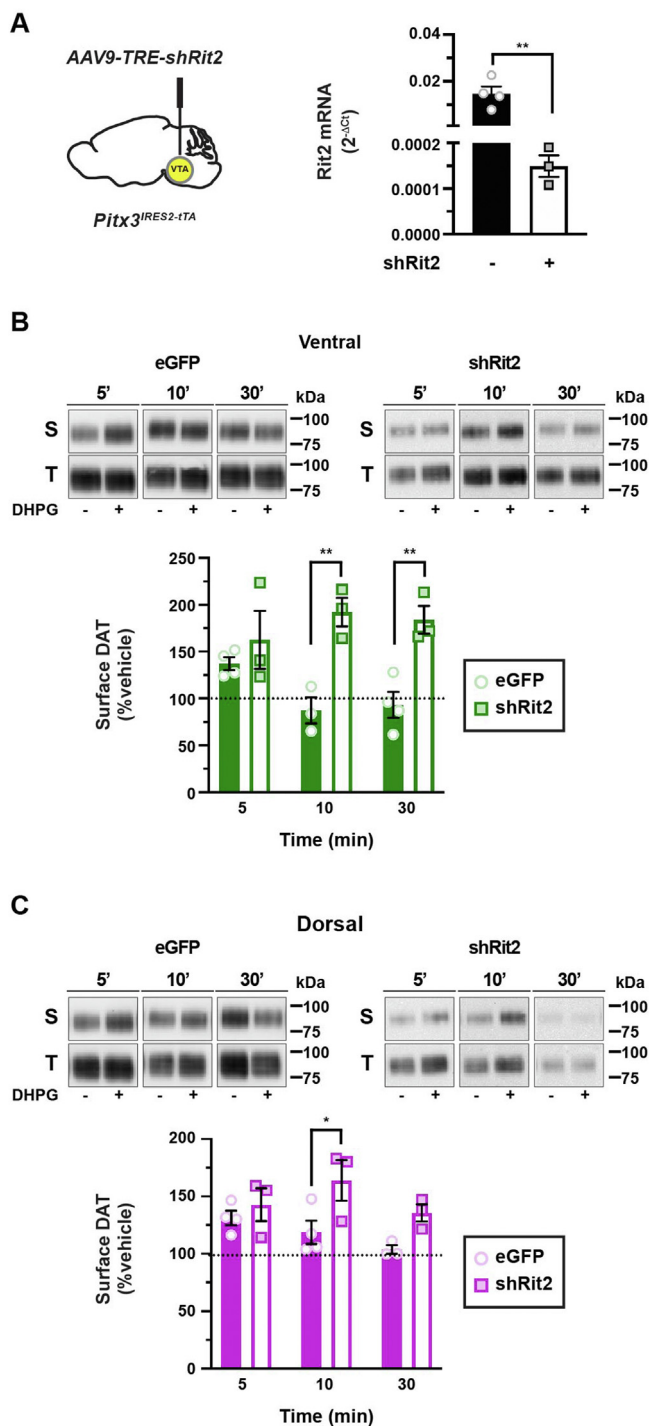 A
AAV9-TRE-shRit2
VTA
Pitx3IRES2-tTA
Rit2 mRNA
(2-ΔCt)
0.04
0.02
0.0002
0.0001
0.0000
**
shRit2 - +
B
Ventral
eGFP shRit2
5’ 10’ 30’ kDa 5’ 10’ 30’ kDa
S 100 S 100
75 75
T 100 T 100
75 75
DHPG - + - + - + - + - + - +
Surface DAT
(%vehicle)
250
200
150
100
50
0
** **
5 10 30
Time (min)
eGFP
shRit2
C
Dorsal
eGFP shRit2
5’ 10’ 30’ kDa 5’ 10’ 30’ kDa
S 100 S 100
75 75
T 100 T 100
75 75
DHPG - + - + - + - + - + - +
Surface DAT
(%vehicle)
200
150
100
50
0
*
5 10 30
Time (min)
eGFP
shRit2